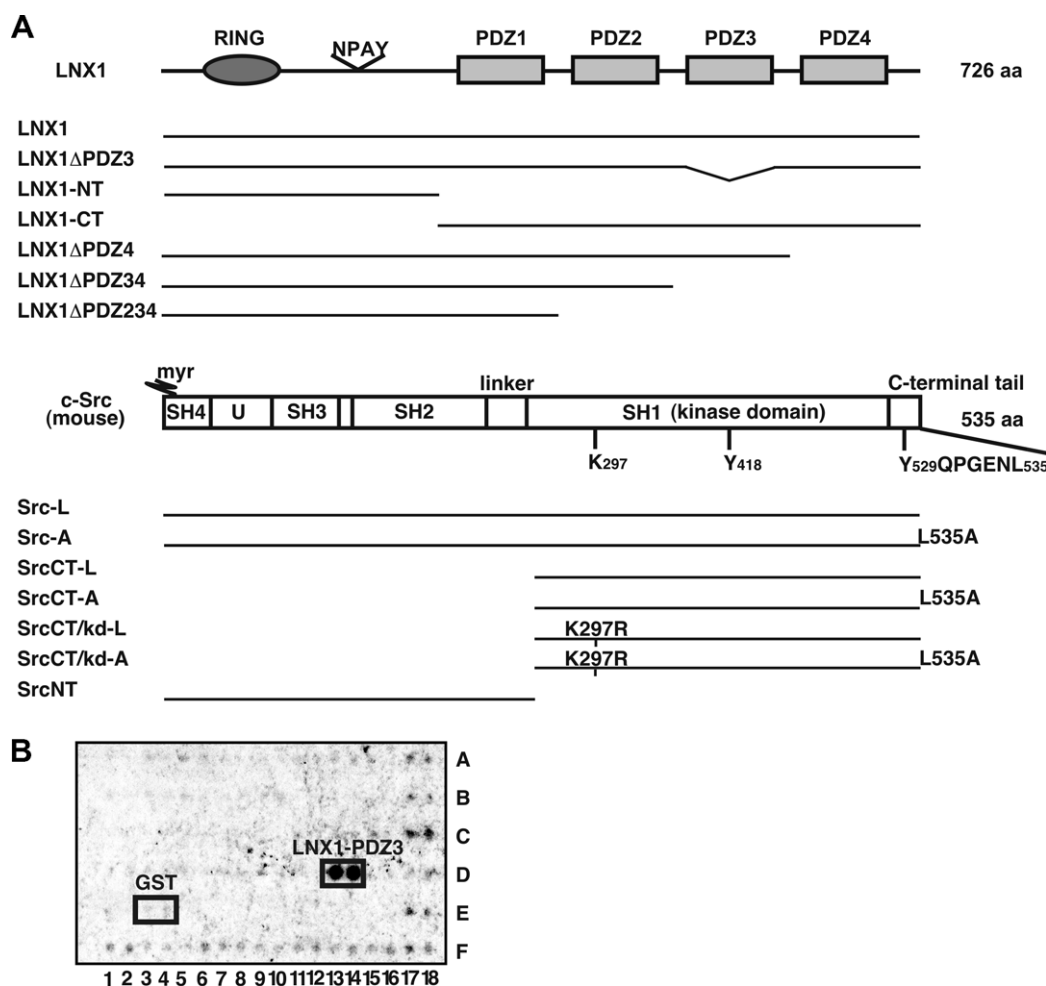 A
RING NPAY PDZ1 PDZ2 PDZ3 PDZ4
LNX1 726 aa
LNX1
LNX1ΔPDZ3
LNX1-NT
LNX1-CT
LNX1ΔPDZ4
LNX1ΔPDZ34
LNX1ΔPDZ234
myr linker C-terminal tail
c-Src
(mouse)
SH4 U SH3 SH2 SH1 (kinase domain) 535 aa
K297 Y418 Y529QPGENL535
Src-L
Src-A L535A
SrcCT-L
SrcCT-A L535A
SrcCT/kd-L K297R
SrcCT/kd-A K297R L535A
SrcNT
B
A
B
C
LNX1-PDZ3
D
GST
E
F
1 2 3 4 5 6 7 8 9 10 11 12 13 14 15 16 17 18